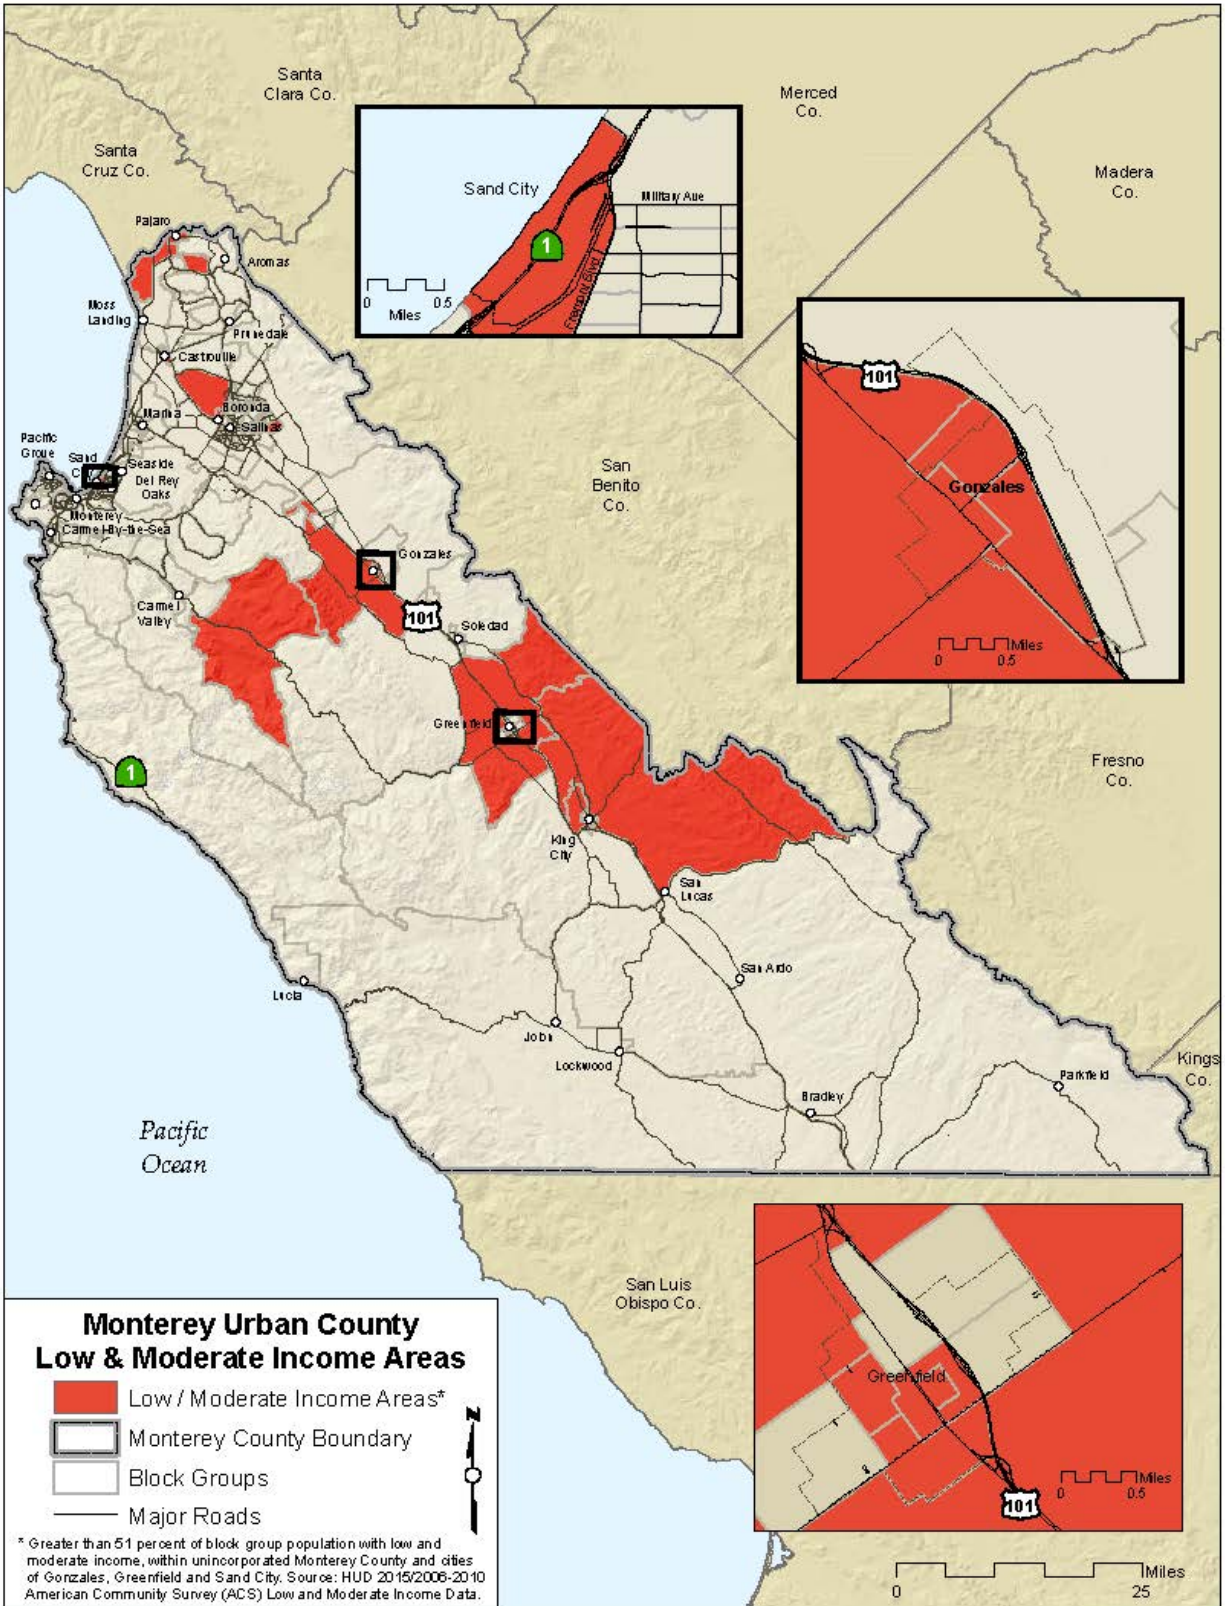 Santa
Clara Co.
Merced
Co.
Santa
Cruz Co.
Madera
Co.
Sand City
Military Ave
1
Fremont Blvd
0 0.5
Miles
Pajaro
Aromas
Moss
Landing
Prunedale
Castroville
101
Marina
Boronda
Salinas
Pacific
Grove
Sand
City
Seaside
Del Rey
Oaks
San
Benito
Co.
Gonzales
Monterey
Carmel-By-the-Sea
Gonzales
Carmel
Valley
101
Soledad
Miles
0 0.5
Greenfield
1
Fresno
Co.
King
City
San
Lucas
San Ardo
Lucia
Jolon
Lockwood
Kings
Co.
Parkfield
Bradley
Pacific
Ocean
San Luis
Obispo Co.
Greenfield
Miles
0 0.5
101
Monterey Urban County
Low & Moderate Income Areas
Low / Moderate Income Areas*
Monterey County Boundary
Block Groups
Major Roads
N
* Greater than 51 percent of block group population with low and
moderate income, within unincorporated Monterey County and cities
of Gonzales, Greenfield and Sand City. Source: HUD 2015/2006-2010
American Community Survey (ACS) Low and Moderate Income Data.
Miles
0 25